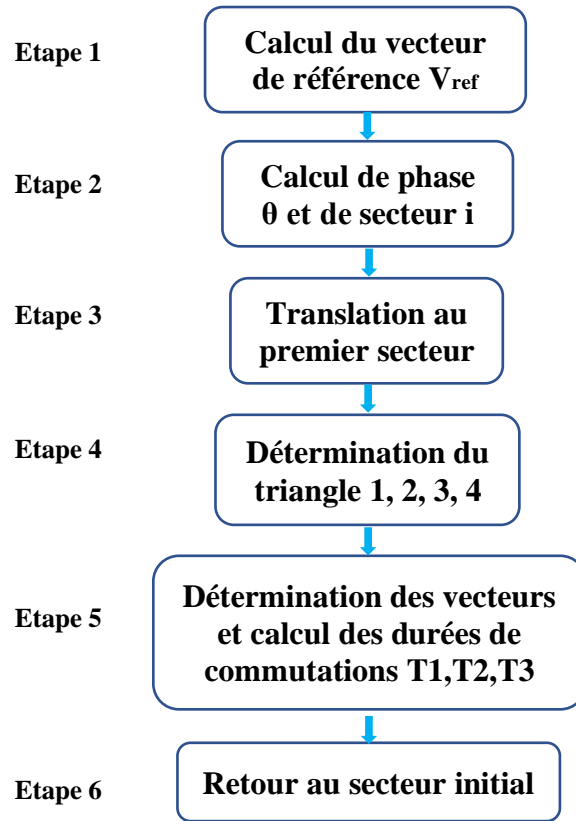 Etape 1
Calcul du vecteur
de référence Vref
Etape 2
Calcul de phase
θ et de secteur i
Etape 3
Translation au
premier secteur
Etape 4
Détermination du
triangle 1, 2, 3, 4
Etape 5
Détermination des vecteurs
et calcul des durées de
commutations T1,T2,T3
Etape 6
Retour au secteur initial